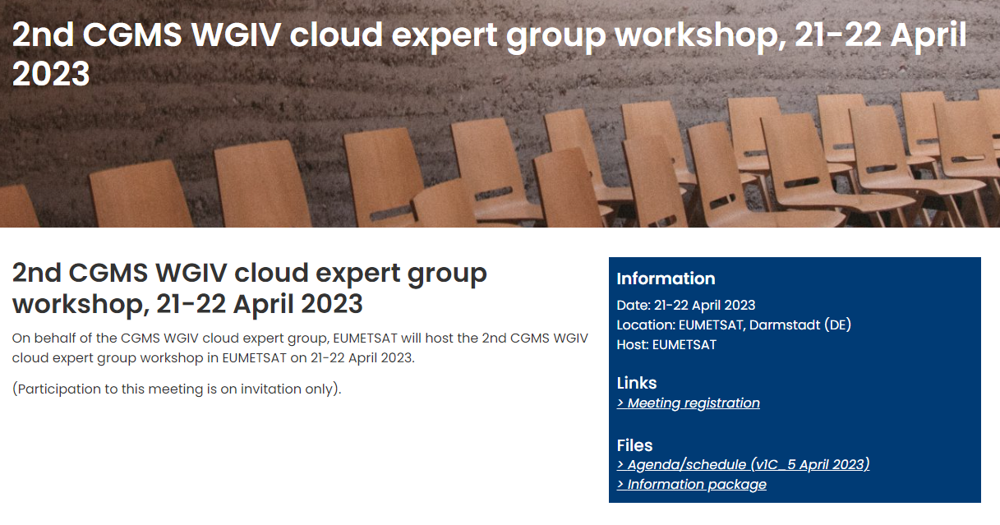 2nd CGMS WGIV cloud expert group workshop, 21-22 April
2023
2nd CGMS WGIV cloud expert group
workshop, 21-22 April 2023
On behalf of the CGMS WGIV cloud expert group, EUMETSAT will host the 2nd CGMS WGIV
cloud expert group workshop in EUMETSAT on 21-22 April 2023.
(Participation to this meeting is on invitation only).
Information
Date: 21-22 April 2023
Location: EUMETSAT, Darmstadt (DE)
Host: EUMETSAT
Links
> Meeting registration
Files
> Agenda/schedule (v1C_5 April 2023)
> Information package